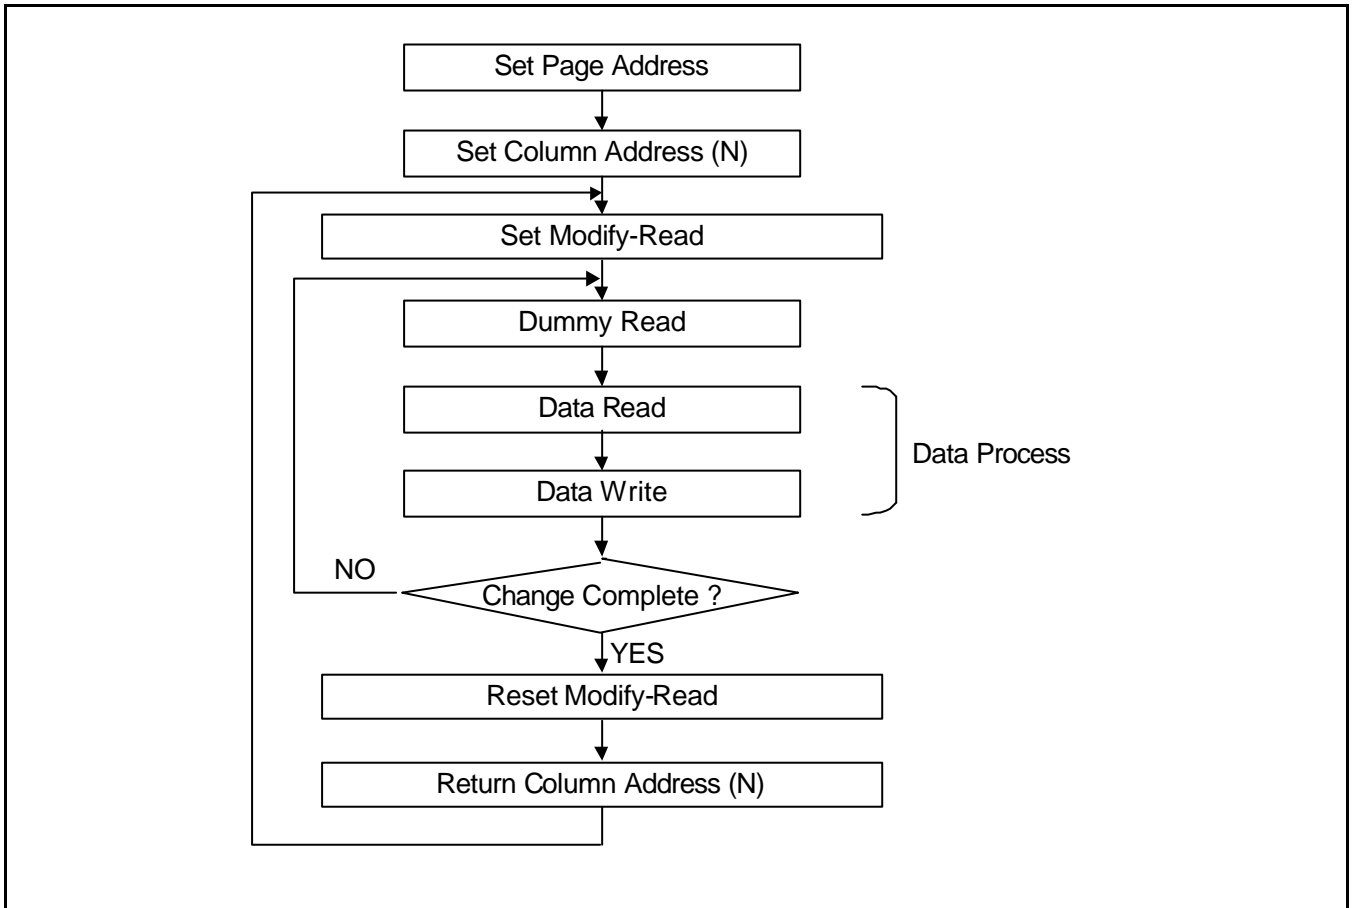 Set Page Address
Set Column Address (N)
Set Modify-Read
Dummy Read
Data Read
Data Process
Data Write
NO
Change Complete ?
YES
Reset Modify-Read
Return Column Address (N)